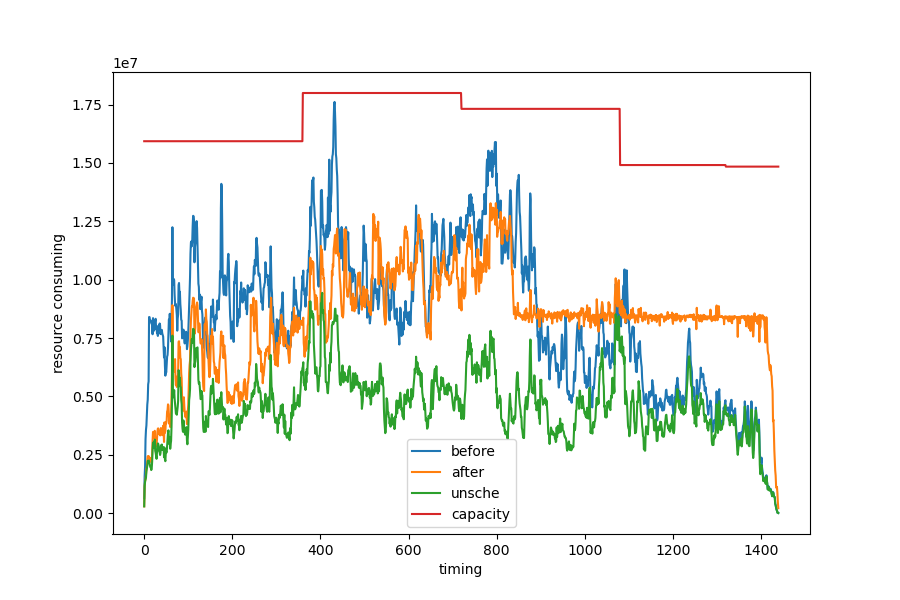 1e7
1.75
1.50
1.25
1.00
0.75
0.50
0.25
0.00
resource consuming
before
after
unsche
capacity
0 200 400 600 800 1000 1200 1400
timing